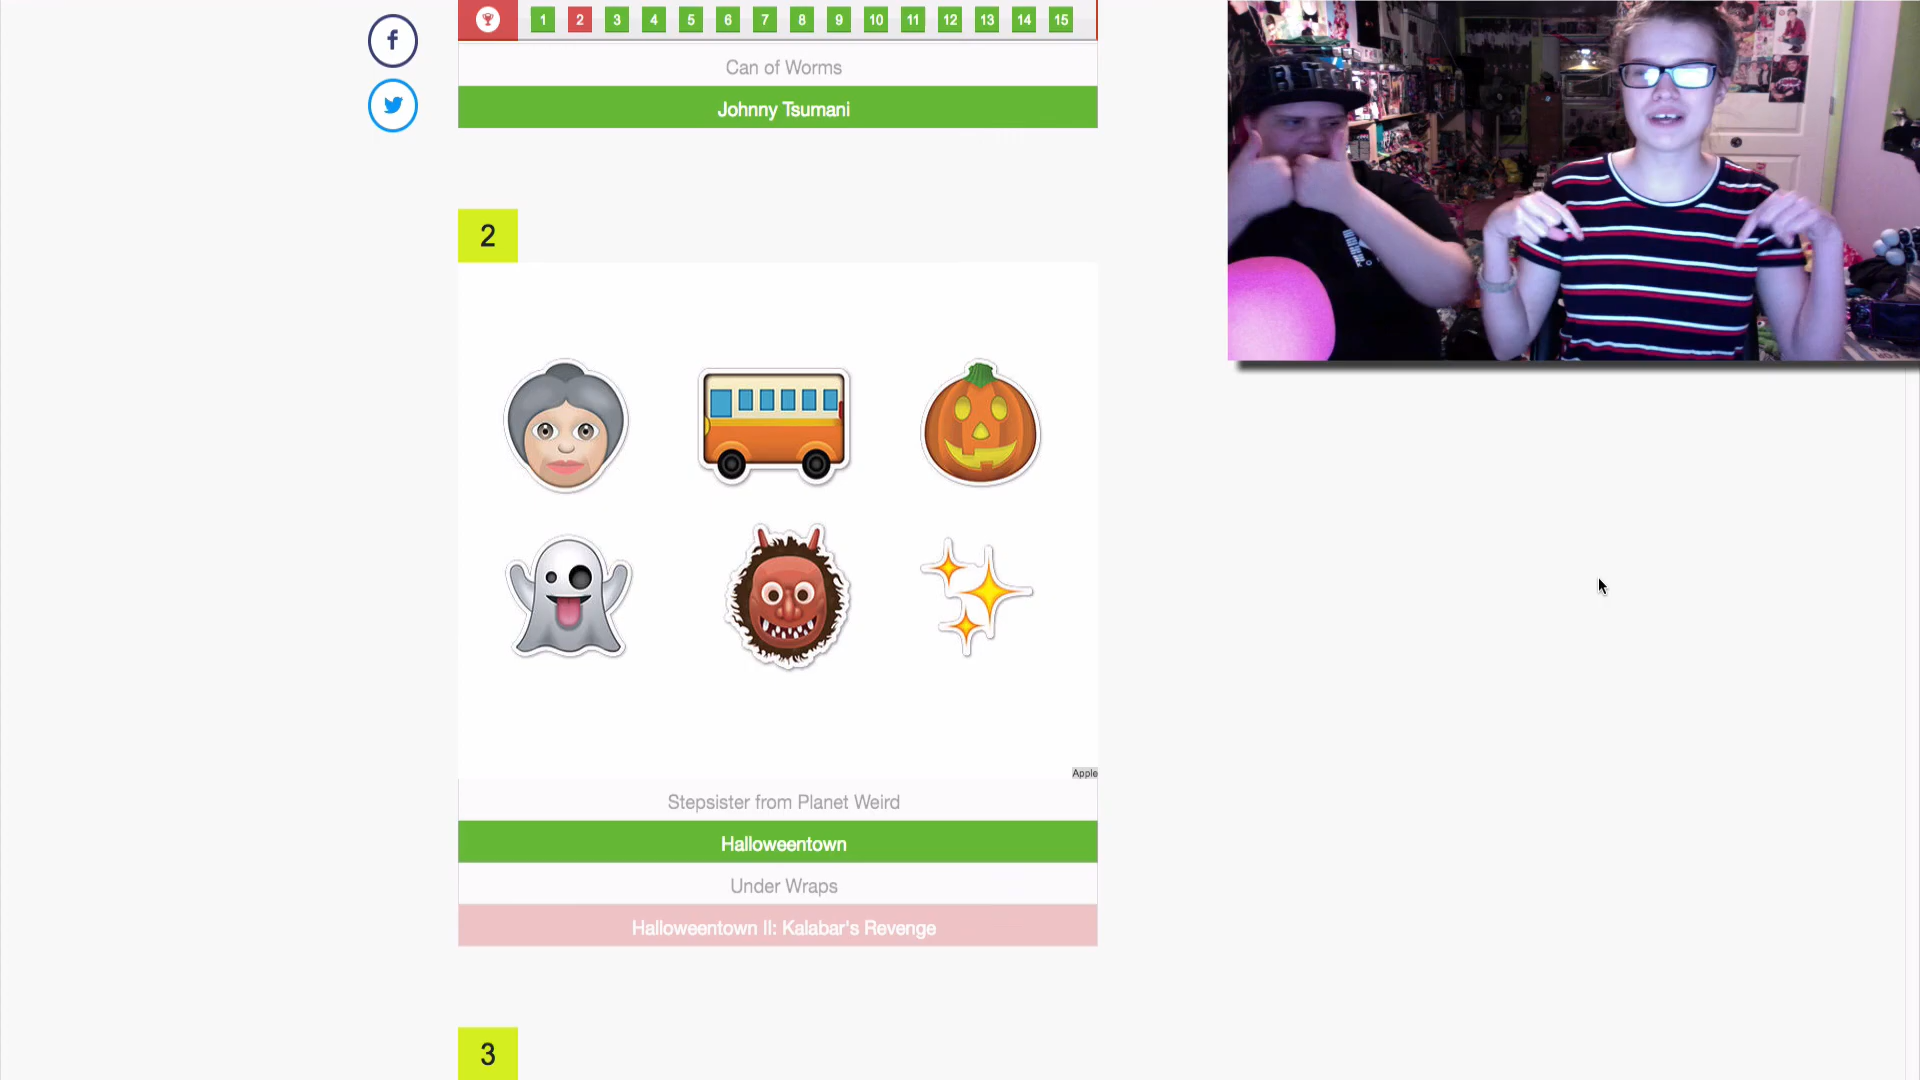 1 2 3 4 5 6 7 8 9 10 11 12 13 14 15
Can of Worms
Johnny Tsumani
2
Apple
Stepsister from Planet Weird
Halloweentown
Under Wraps
Halloweentown II: Kalabar's Revenge
3